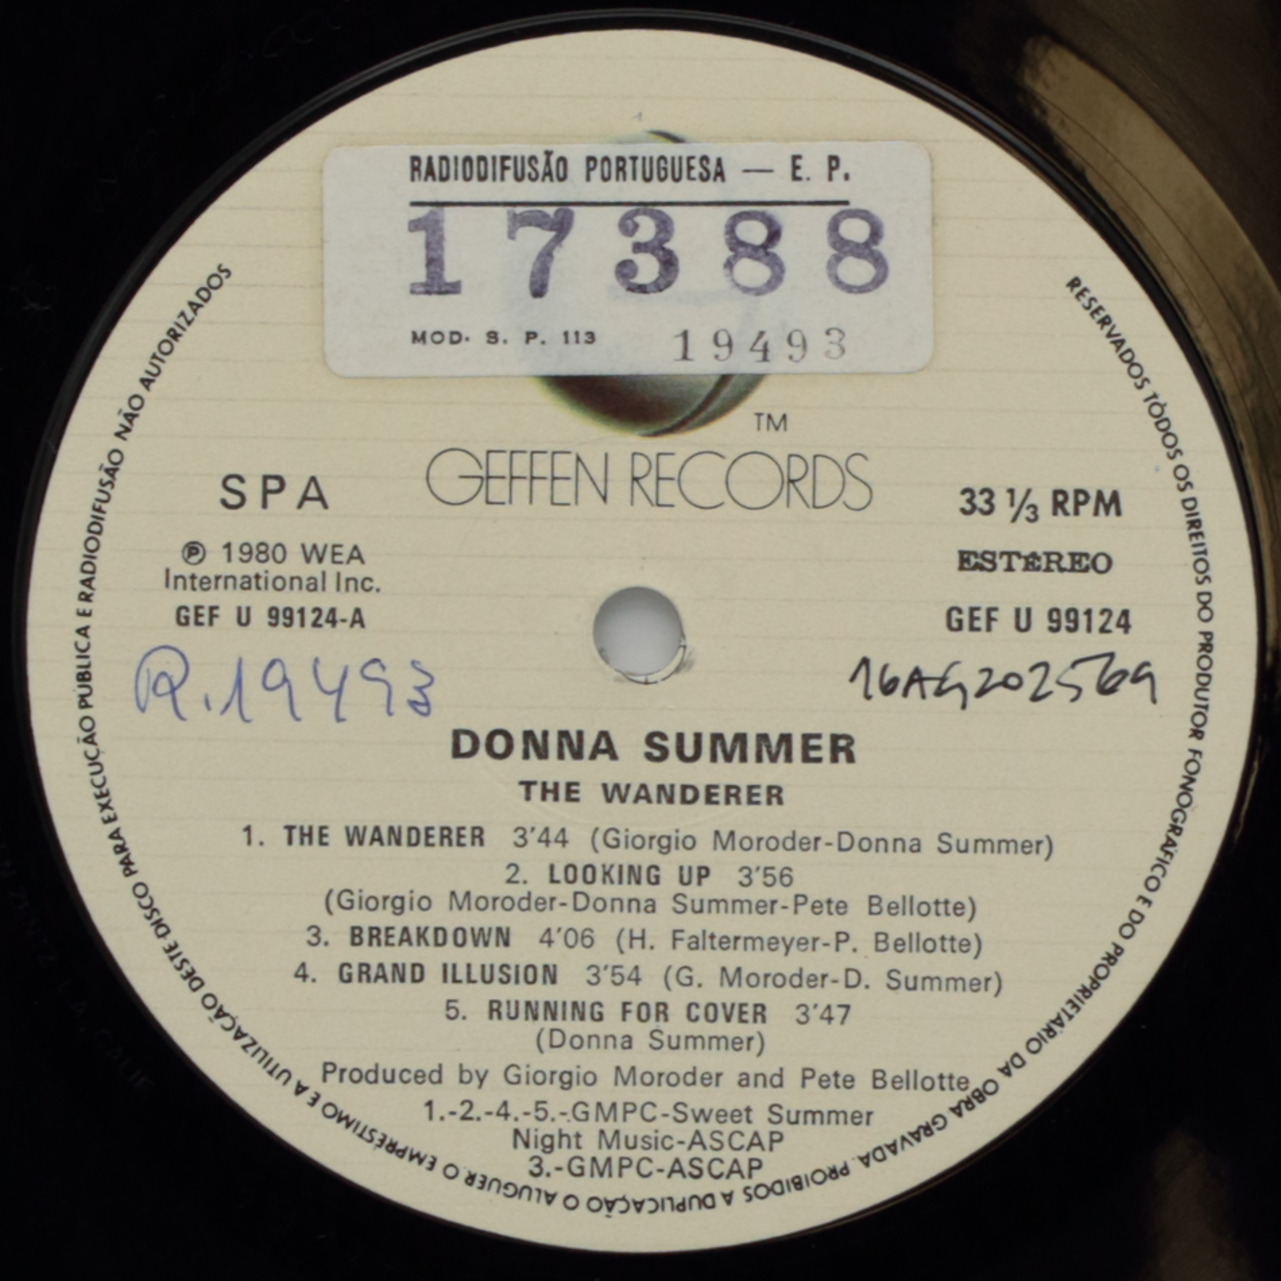 RADIODIFUSÃO PORTUGUESA — E. P.
17388
MOD. S. P. 113 19493
TM
GEFFEN RECORDS
SPA
33 1/3 RPM
Ⓟ 1980 WEA
International Inc.
ESTÉREO
GEF U 99124-A
GEF U 99124
R.19493
16AG202569
DONNA SUMMER
THE WANDERER
1. THE WANDERER 3'44 (Giorgio Moroder-Donna Summer)
2. LOOKING UP 3'56
(Giorgio Moroder-Donna Summer-Pete Bellotte)
3. BREAKDOWN 4'06 (H. Faltermeyer-P. Bellotte)
4. GRAND ILLUSION 3'54 (G. Moroder-D. Summer)
5. RUNNING FOR COVER 3'47
(Donna Summer)
Produced by Giorgio Moroder and Pete Bellotte
1.-2.-4.-5.-GMPC-Sweet Summer
Night Music-ASCAP
3.-GMPC-ASCAP
RESERVADOS TÔDOS OS DIREITOS DO PRODUTOR FONOGRÁFICO E DO PROPRIETÁRIO DA OBRA GRAVADA. PROIBIDOS A DUPLICAÇÃO O ALUGUER O EMPRÉSTIMO E A UTILIZAÇÃO DESTE DISCO PARA EXECUÇÃO PÚBLICA E RADIODIFUSÃO NÃO AUTORIZADOS